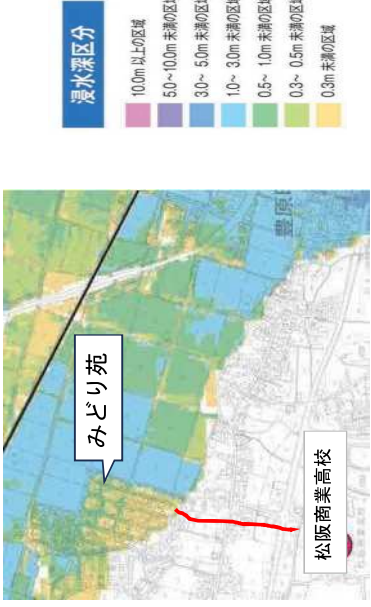 浸水深区分
10.0m 以上の区域
5.0~10.0m 未満の区域
3.0~ 5.0m 未満の区域
1.0~ 3.0m 未満の区域
0.5~ 1.0m 未満の区域
0.3~ 0.5m 未満の区域
0.3m 未満の区域
みどり苑
豊原
松阪商業高校